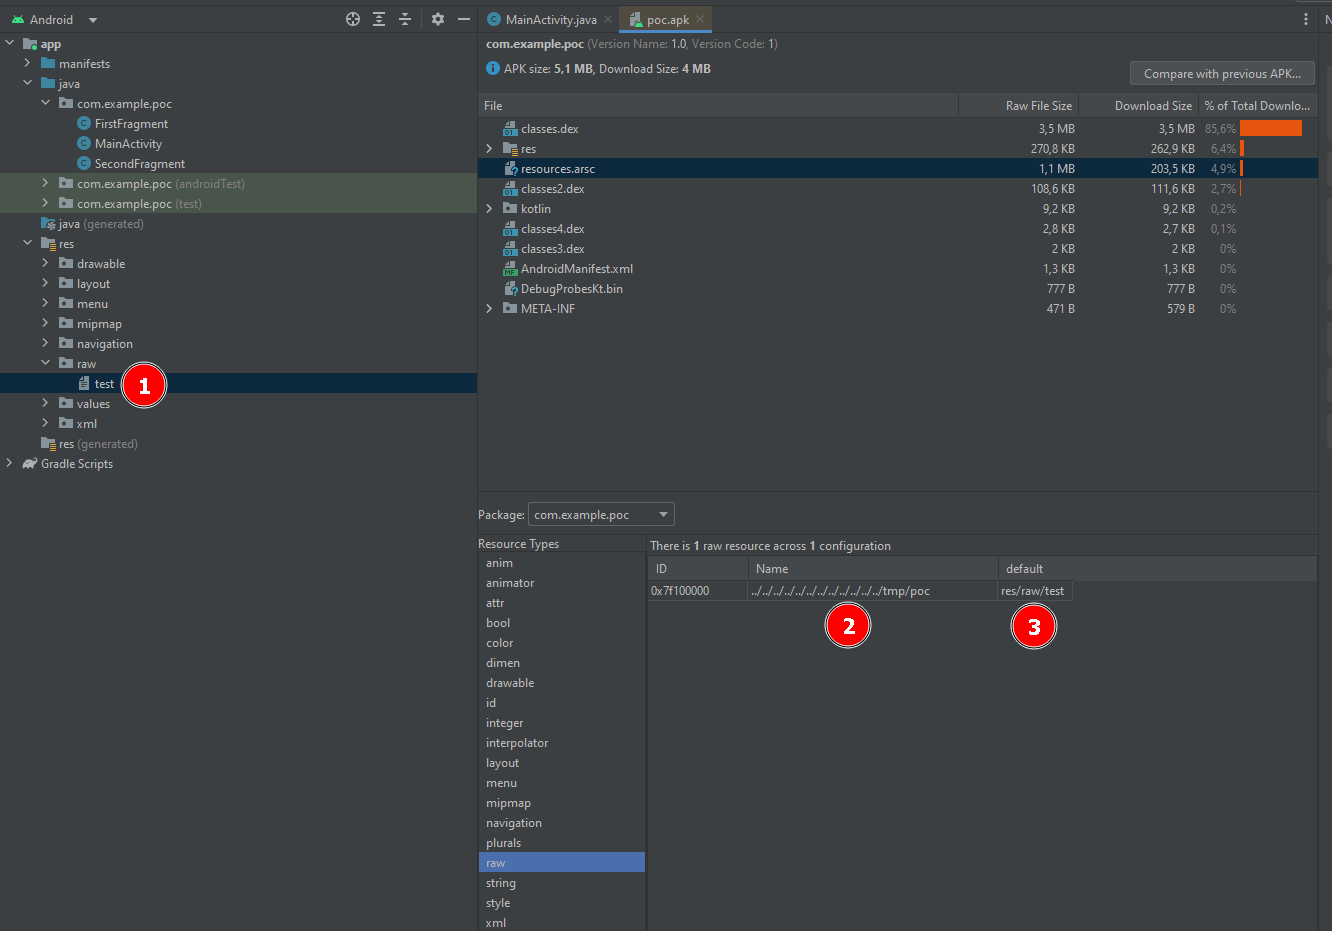 Android
app
manifests
java
com.example.poc
FirstFragment
MainActivity
SecondFragment
com.example.poc (androidTest)
com.example.poc (test)
java (generated)
res
drawable
layout
menu
mipmap
navigation
raw
test
1
values
xml
res (generated)
Gradle Scripts
MainActivity.java
poc.apk
N
com.example.poc (Version Name: 1.0, Version Code: 1)
APK size: 5,1 MB, Download Size: 4 MB
Compare with previous APK...
File Raw File Size Download Size % of Total Downlo...
classes.dex 3,5 MB 3,5 MB 85,6%
res 270,8 KB 262,9 KB 6,4%
resources.arsc 1,1 MB 203,5 KB 4,9%
classes2.dex 108,6 KB 111,6 KB 2,7%
kotlin 9,2 KB 9,2 KB 0,2%
classes4.dex 2,8 KB 2,7 KB 0,1%
classes3.dex 2 KB 2 KB 0%
AndroidManifest.xml 1,3 KB 1,3 KB 0%
DebugProbesKt.bin 777 B 777 B 0%
META-INF 471 B 579 B 0%
Package: com.example.poc
Resource Types
anim
animator
attr
bool
color
dimen
drawable
id
integer
interpolator
layout
menu
mipmap
navigation
plurals
raw
string
style
xml
There is 1 raw resource across 1 configuration
ID Name default
0x7f100000 ../../../../../../../../../../../../tmp/poc res/raw/test
2
3